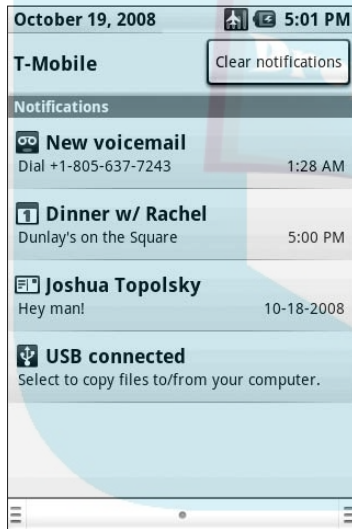 October 19, 2008 5:01 PM
T-Mobile
Clear notifications
Notifications
New voicemail
Dial +1-805-637-7243 1:28 AM
1 Dinner w/ Rachel
Dunlay's on the Square 5:00 PM
Joshua Topolsky
Hey man! 10-18-2008
USB connected
Select to copy files to/from your computer.